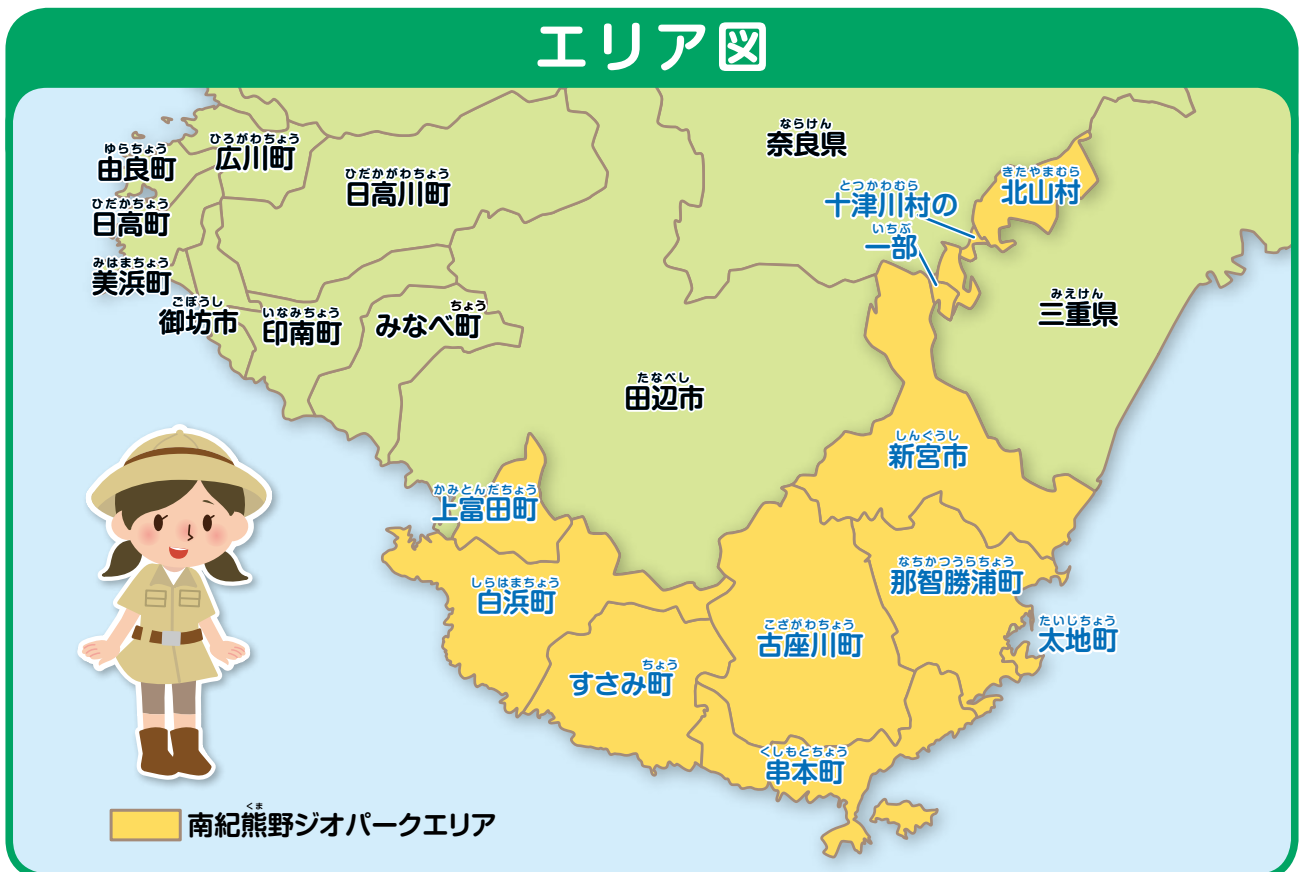 エリア図
ならけん
奈良県
ひろがわちょう
広川町
ゆらちょう
由良町
ひだかがわちょう
日高川町
きたやまむら
北山村
とつかわむら
十津川村の
いちぶ
一部
ひだかちょう
日高町
みはまちょう
美浜町
ごぼうし
御坊市
いなみちょう
印南町
ちょう
みなべ町
みえけん
三重県
たなべし
田辺市
しんぐうし
新宮市
かみとんだちょう
上富田町
なちかつうらちょう
那智勝浦町
しらはまちょう
白浜町
こざがわちょう
古座川町
たいじちょう
太地町
ちょう
すさみ町
くしもとちょう
串本町
くま
南紀熊野ジオパークエリア